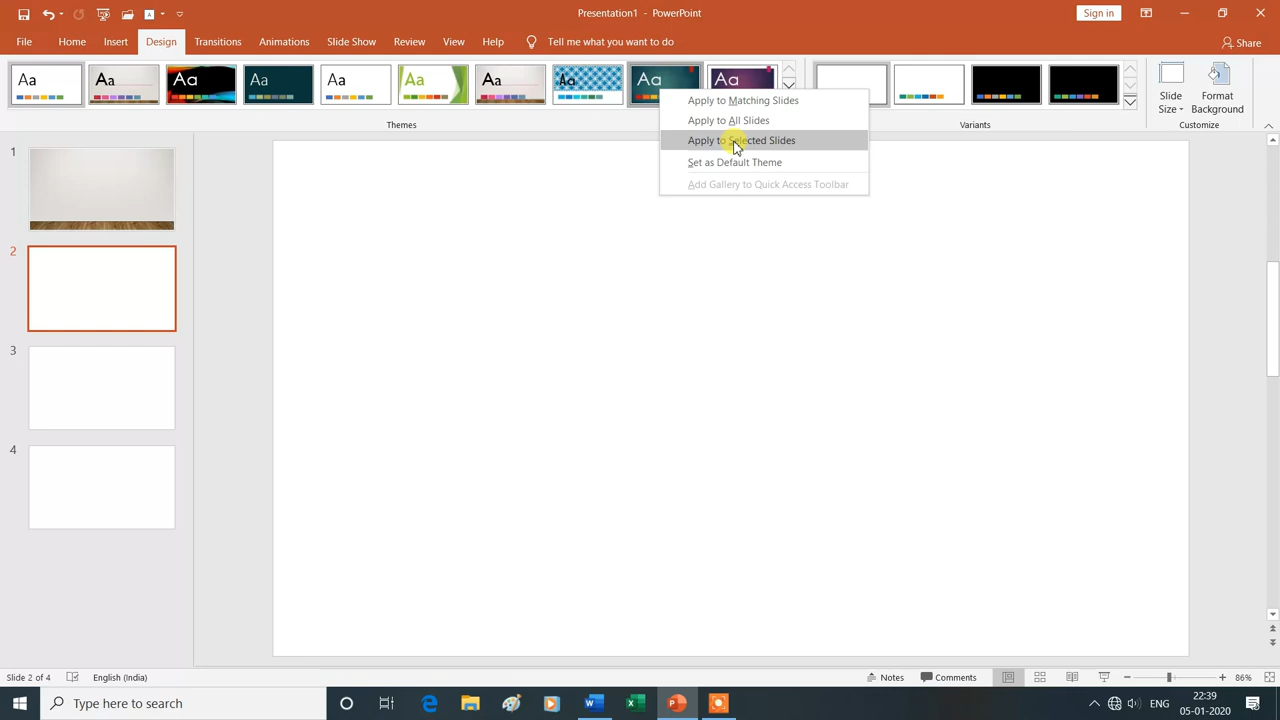 Presentation1 - PowerPoint
Sign in
File Home Insert Design Transitions Animations Slide Show Review View Help Tell me what you want to do Share
Aa Aa Aa Aa Aa Aa Aa Aa Aa Aa
Slide Size
Format Background
Themes
Variants
Customize
Apply to Matching Slides
Apply to All Slides
Apply to Selected Slides
Set as Default Theme
Add Gallery to Quick Access Toolbar
2
3
4
Slide 2 of 4 English (India) Notes Comments 86%
Type here to search
ENG
22:39
05-01-2020